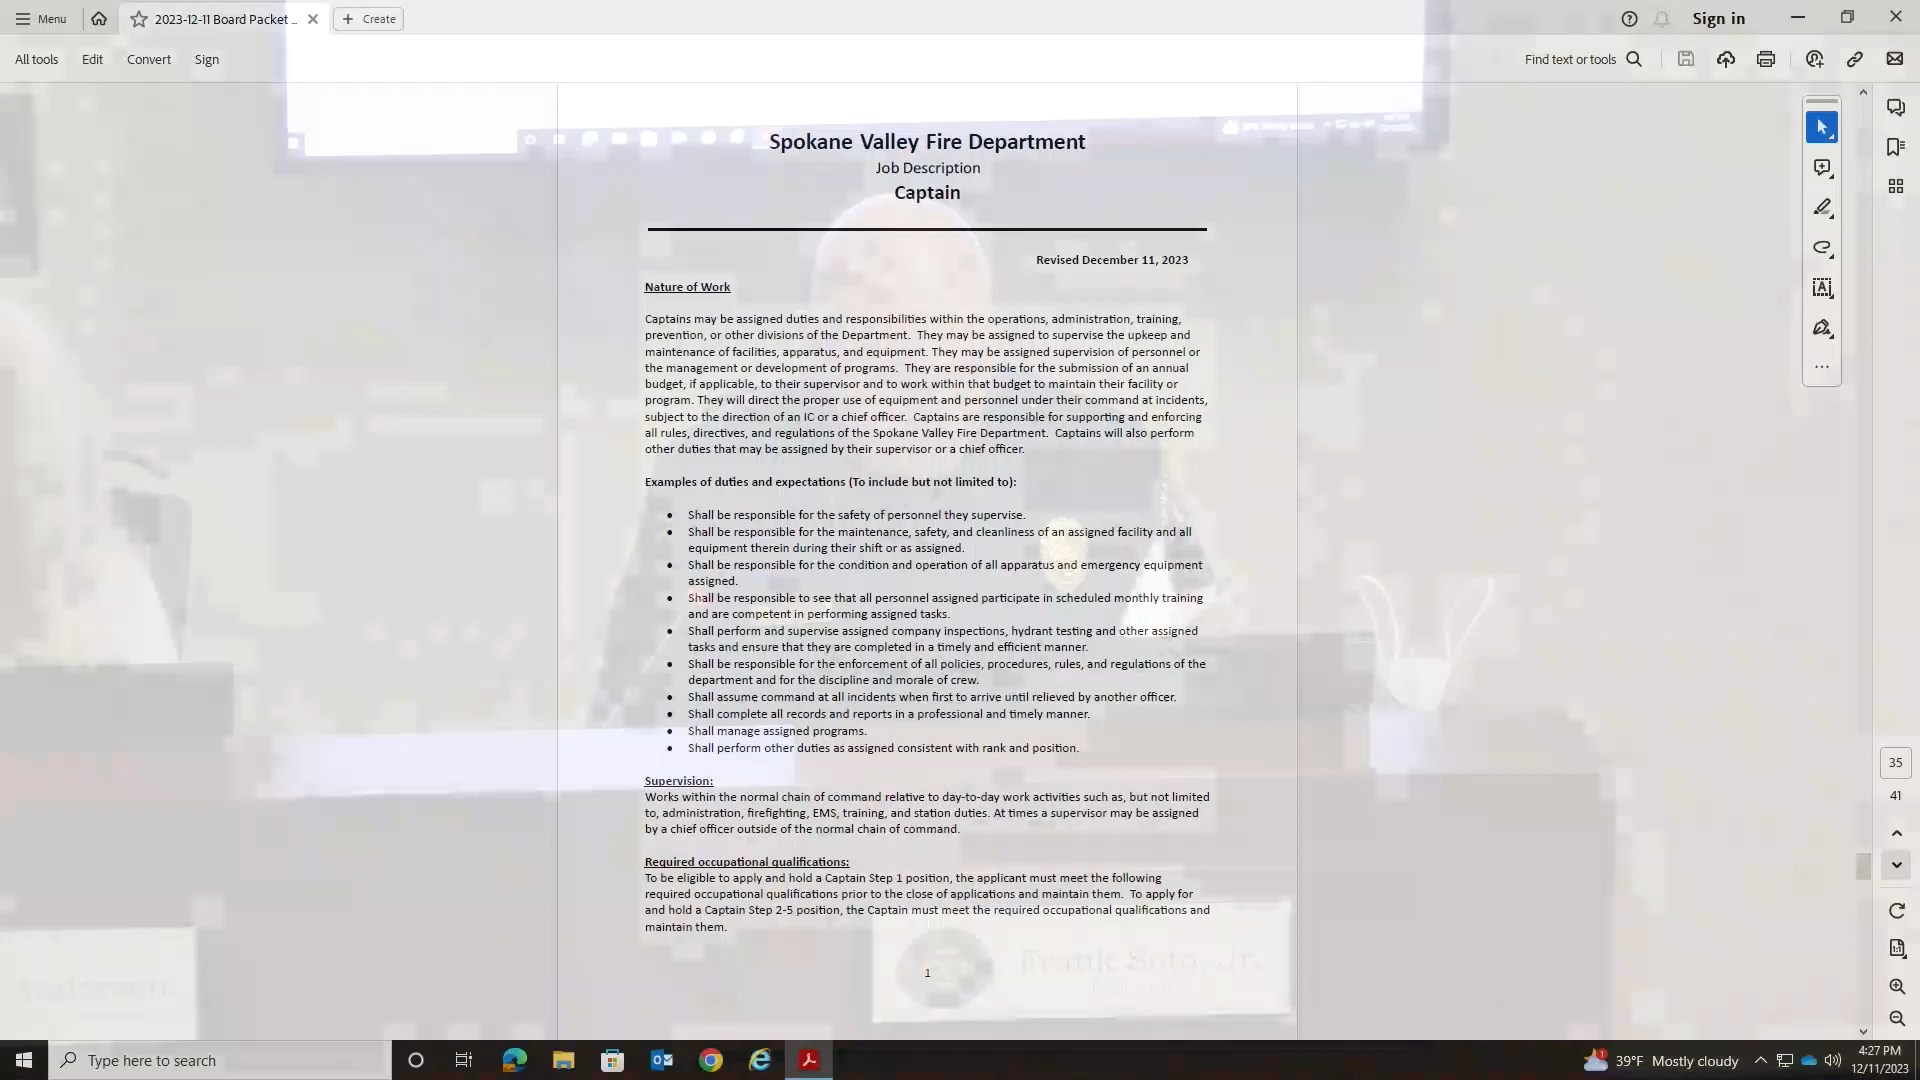 Menu
2023-12-11 Board Packet ...
Create
Sign in
All tools
Edit
Convert
Sign
Find text or tools
Spokane Valley Fire Department
Job Description
Captain
Revised December 11, 2023
Nature of Work
Captains may be assigned duties and responsibilities within the operations, administration, training,
prevention, or other divisions of the Department.  They may be assigned to supervise the upkeep and
maintenance of facilities, apparatus, and equipment. They may be assigned supervision of personnel or
the management or development of programs.  They are responsible for the submission of an annual
budget, if applicable, to their supervisor and to work within that budget to maintain their facility or
program. They will direct the proper use of equipment and personnel under their command at incidents,
subject to the direction of an IC or a chief officer.  Captains are responsible for supporting and enforcing
all rules, directives, and regulations of the Spokane Valley Fire Department.  Captains will also perform
other duties that may be assigned by their supervisor or a chief officer.
Examples of duties and expectations (To include but not limited to):
• Shall be responsible for the safety of personnel they supervise.
• Shall be responsible for the maintenance, safety, and cleanliness of an assigned facility and all
equipment therein during their shift or as assigned.
• Shall be responsible for the condition and operation of all apparatus and emergency equipment
assigned.
• Shall be responsible to see that all personnel assigned participate in scheduled monthly training
and are competent in performing assigned tasks.
• Shall perform and supervise assigned company inspections, hydrant testing and other assigned
tasks and ensure that they are completed in a timely and efficient manner.
• Shall be responsible for the enforcement of all policies, procedures, rules, and regulations of the
department and for the discipline and morale of crew.
• Shall assume command at all incidents when first to arrive until relieved by another officer.
• Shall complete all records and reports in a professional and timely manner.
• Shall manage assigned programs.
• Shall perform other duties as assigned consistent with rank and position.
Supervision:
Works within the normal chain of command relative to day-to-day work activities such as, but not limited
to, administration, firefighting, EMS, training, and station duties. At times a supervisor may be assigned
by a chief officer outside of the normal chain of command.
Required occupational qualifications:
To be eligible to apply and hold a Captain Step 1 position, the applicant must meet the following
required occupational qualifications prior to the close of applications and maintain them.  To apply for
and hold a Captain Step 2-5 position, the Captain must meet the required occupational qualifications and
maintain them.
1
Frank Soto, Jr.
35
41
Type here to search
39°F Mostly cloudy
4:27 PM
12/11/2023